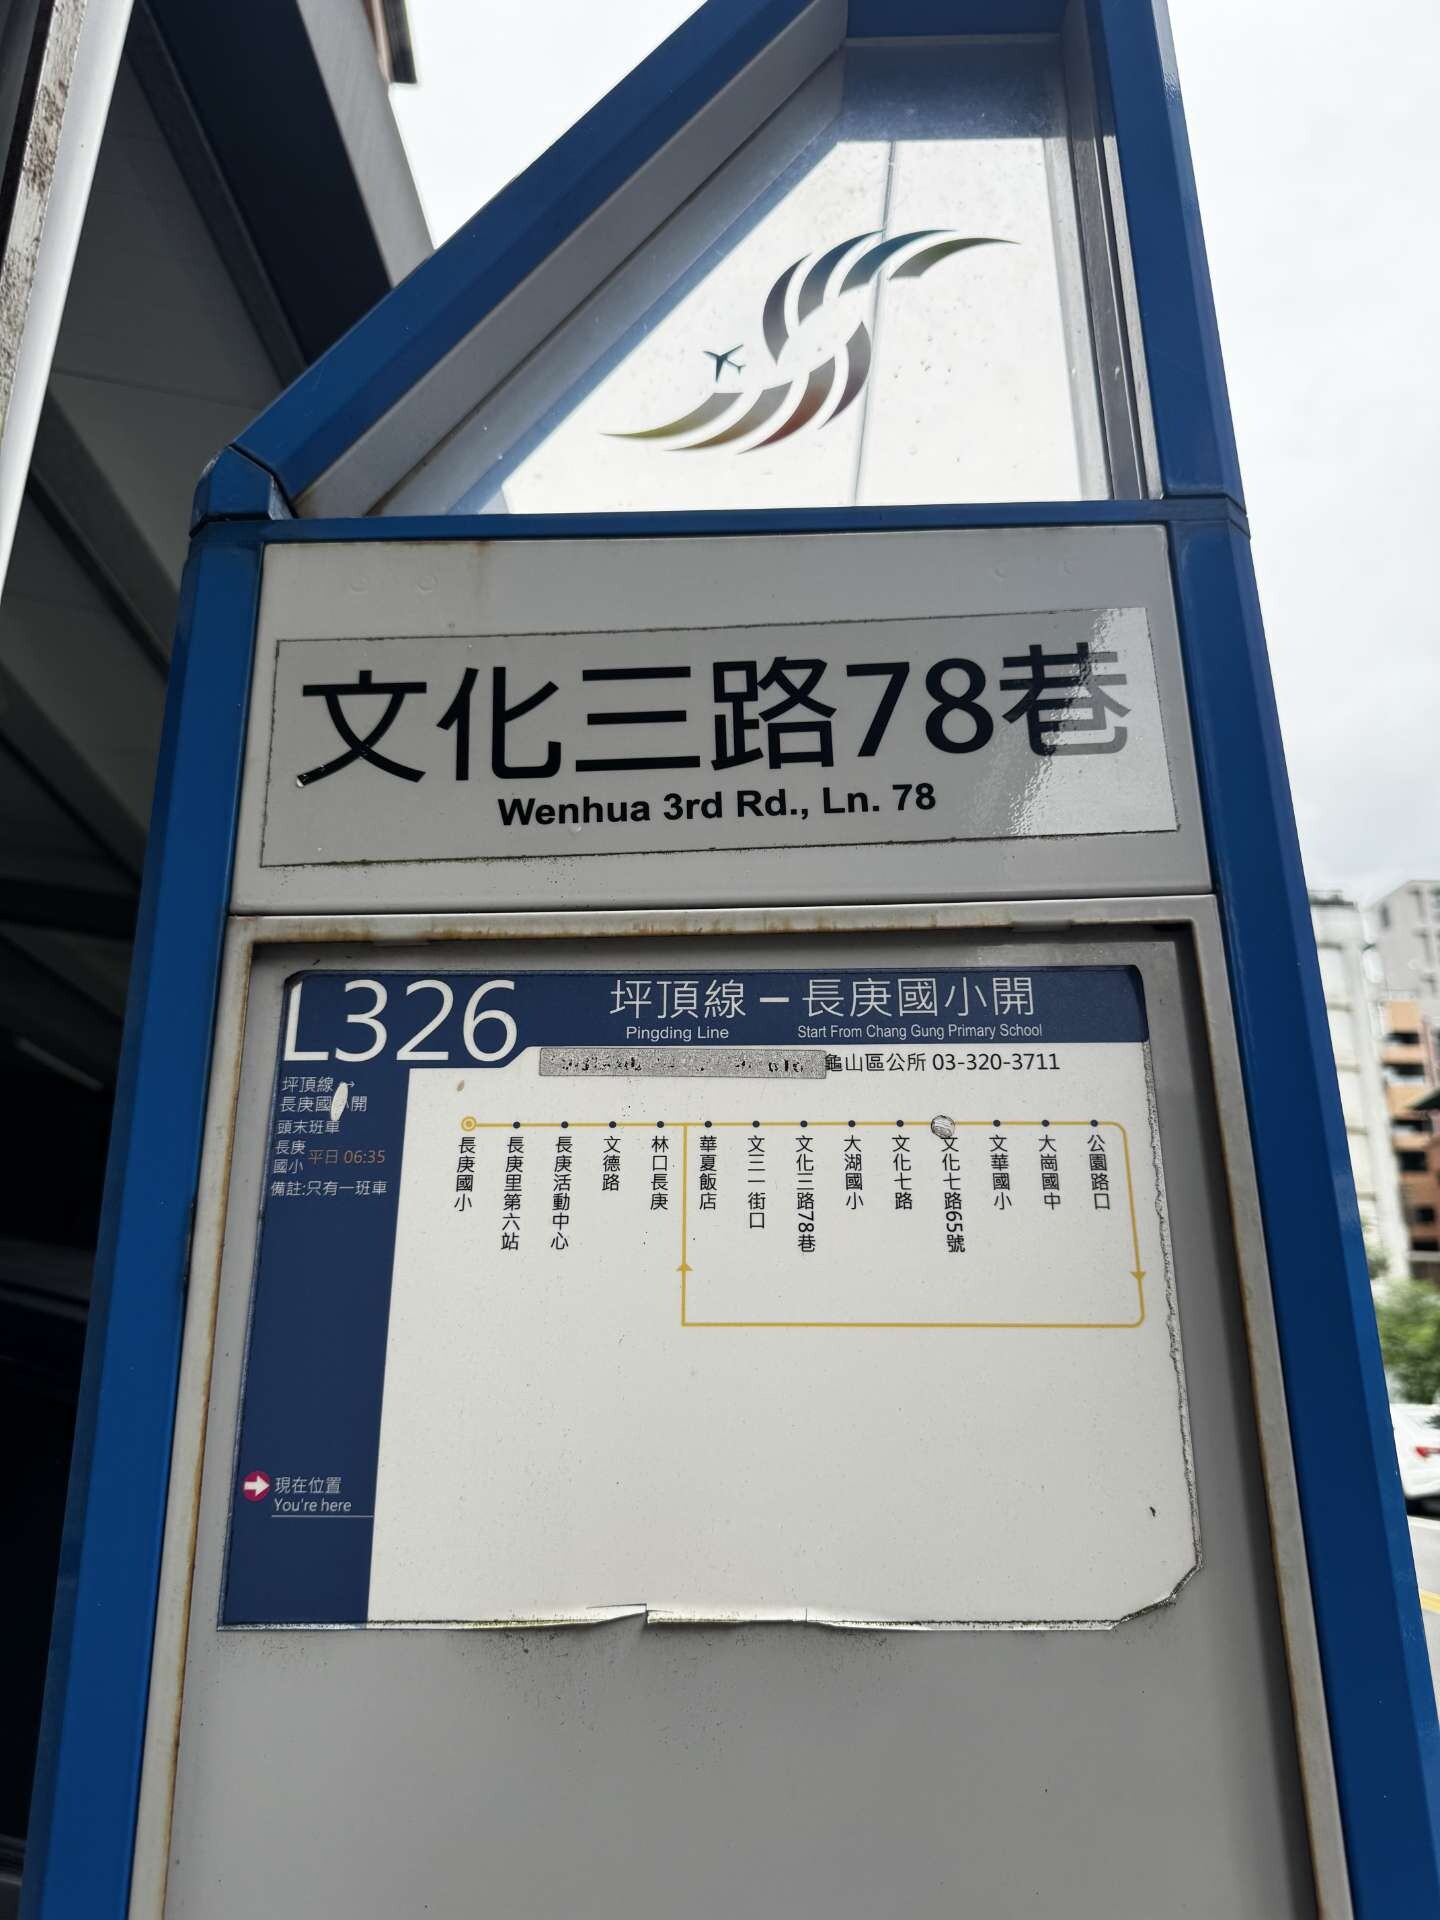 文化三路78巷
Wenhua 3rd Rd., Ln. 78
L326
坪頂線 – 長庚國小開
Pingding Line Start From Chang Gung Primary School
龜山區公所 03-320-3711
坪頂線→
長庚國小開
頭末班車
長庚國小 平日 06:35
備註:只有一班車
長庚國小
長庚里第六站
長庚活動中心
文德路
林口長庚
華夏飯店
文三一街口
文化三路78巷
大湖國小
文化七路
文化七路65號
文華國小
大崗國中
公園路口
現在位置
You're here